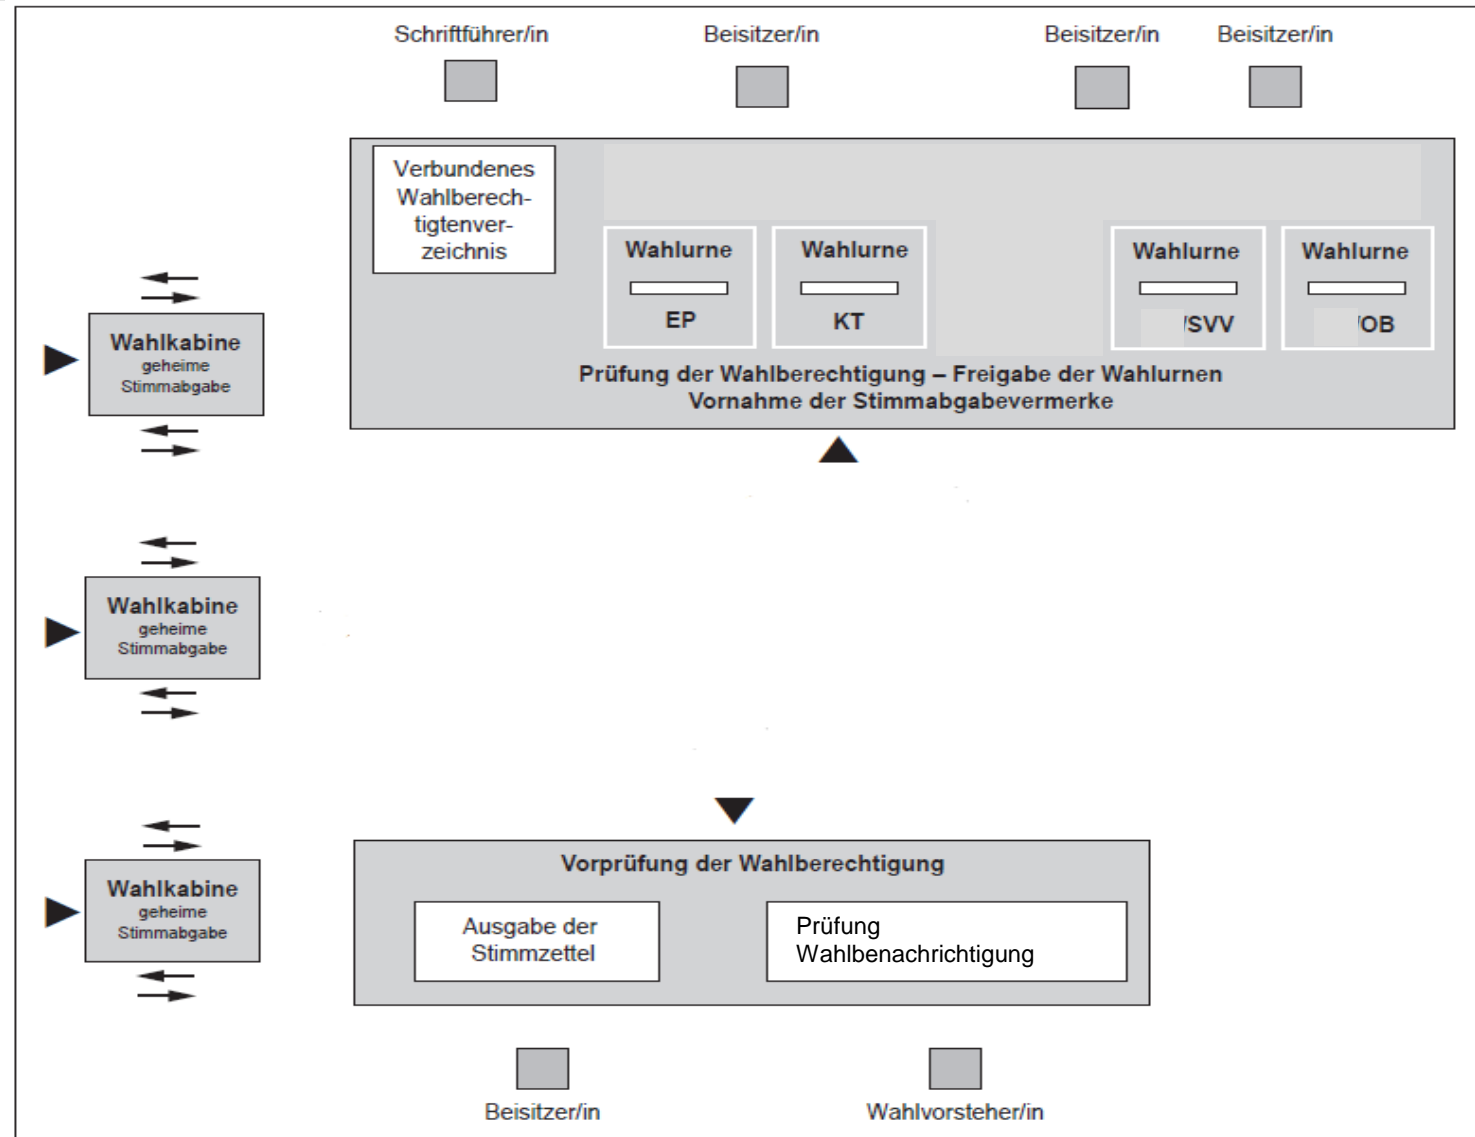 Schriftführer/in
Beisitzer/in
Beisitzer/in
Beisitzer/in
Verbundenes
Wahlberech-
tigtenver-
zeichnis
Wahlurne
EP
Wahlurne
KT
Wahlurne
/SVV
Wahlurne
/OB
Prüfung der Wahlberechtigung – Freigabe der Wahlurnen
Vornahme der Stimmabgabevermerke
Wahlkabine
geheime
Stimmabgabe
Wahlkabine
geheime
Stimmabgabe
Wahlkabine
geheime
Stimmabgabe
Vorprüfung der Wahlberechtigung
Ausgabe der
Stimmzettel
Prüfung
Wahlbenachrichtigung
Beisitzer/in
Wahlvorsteher/in